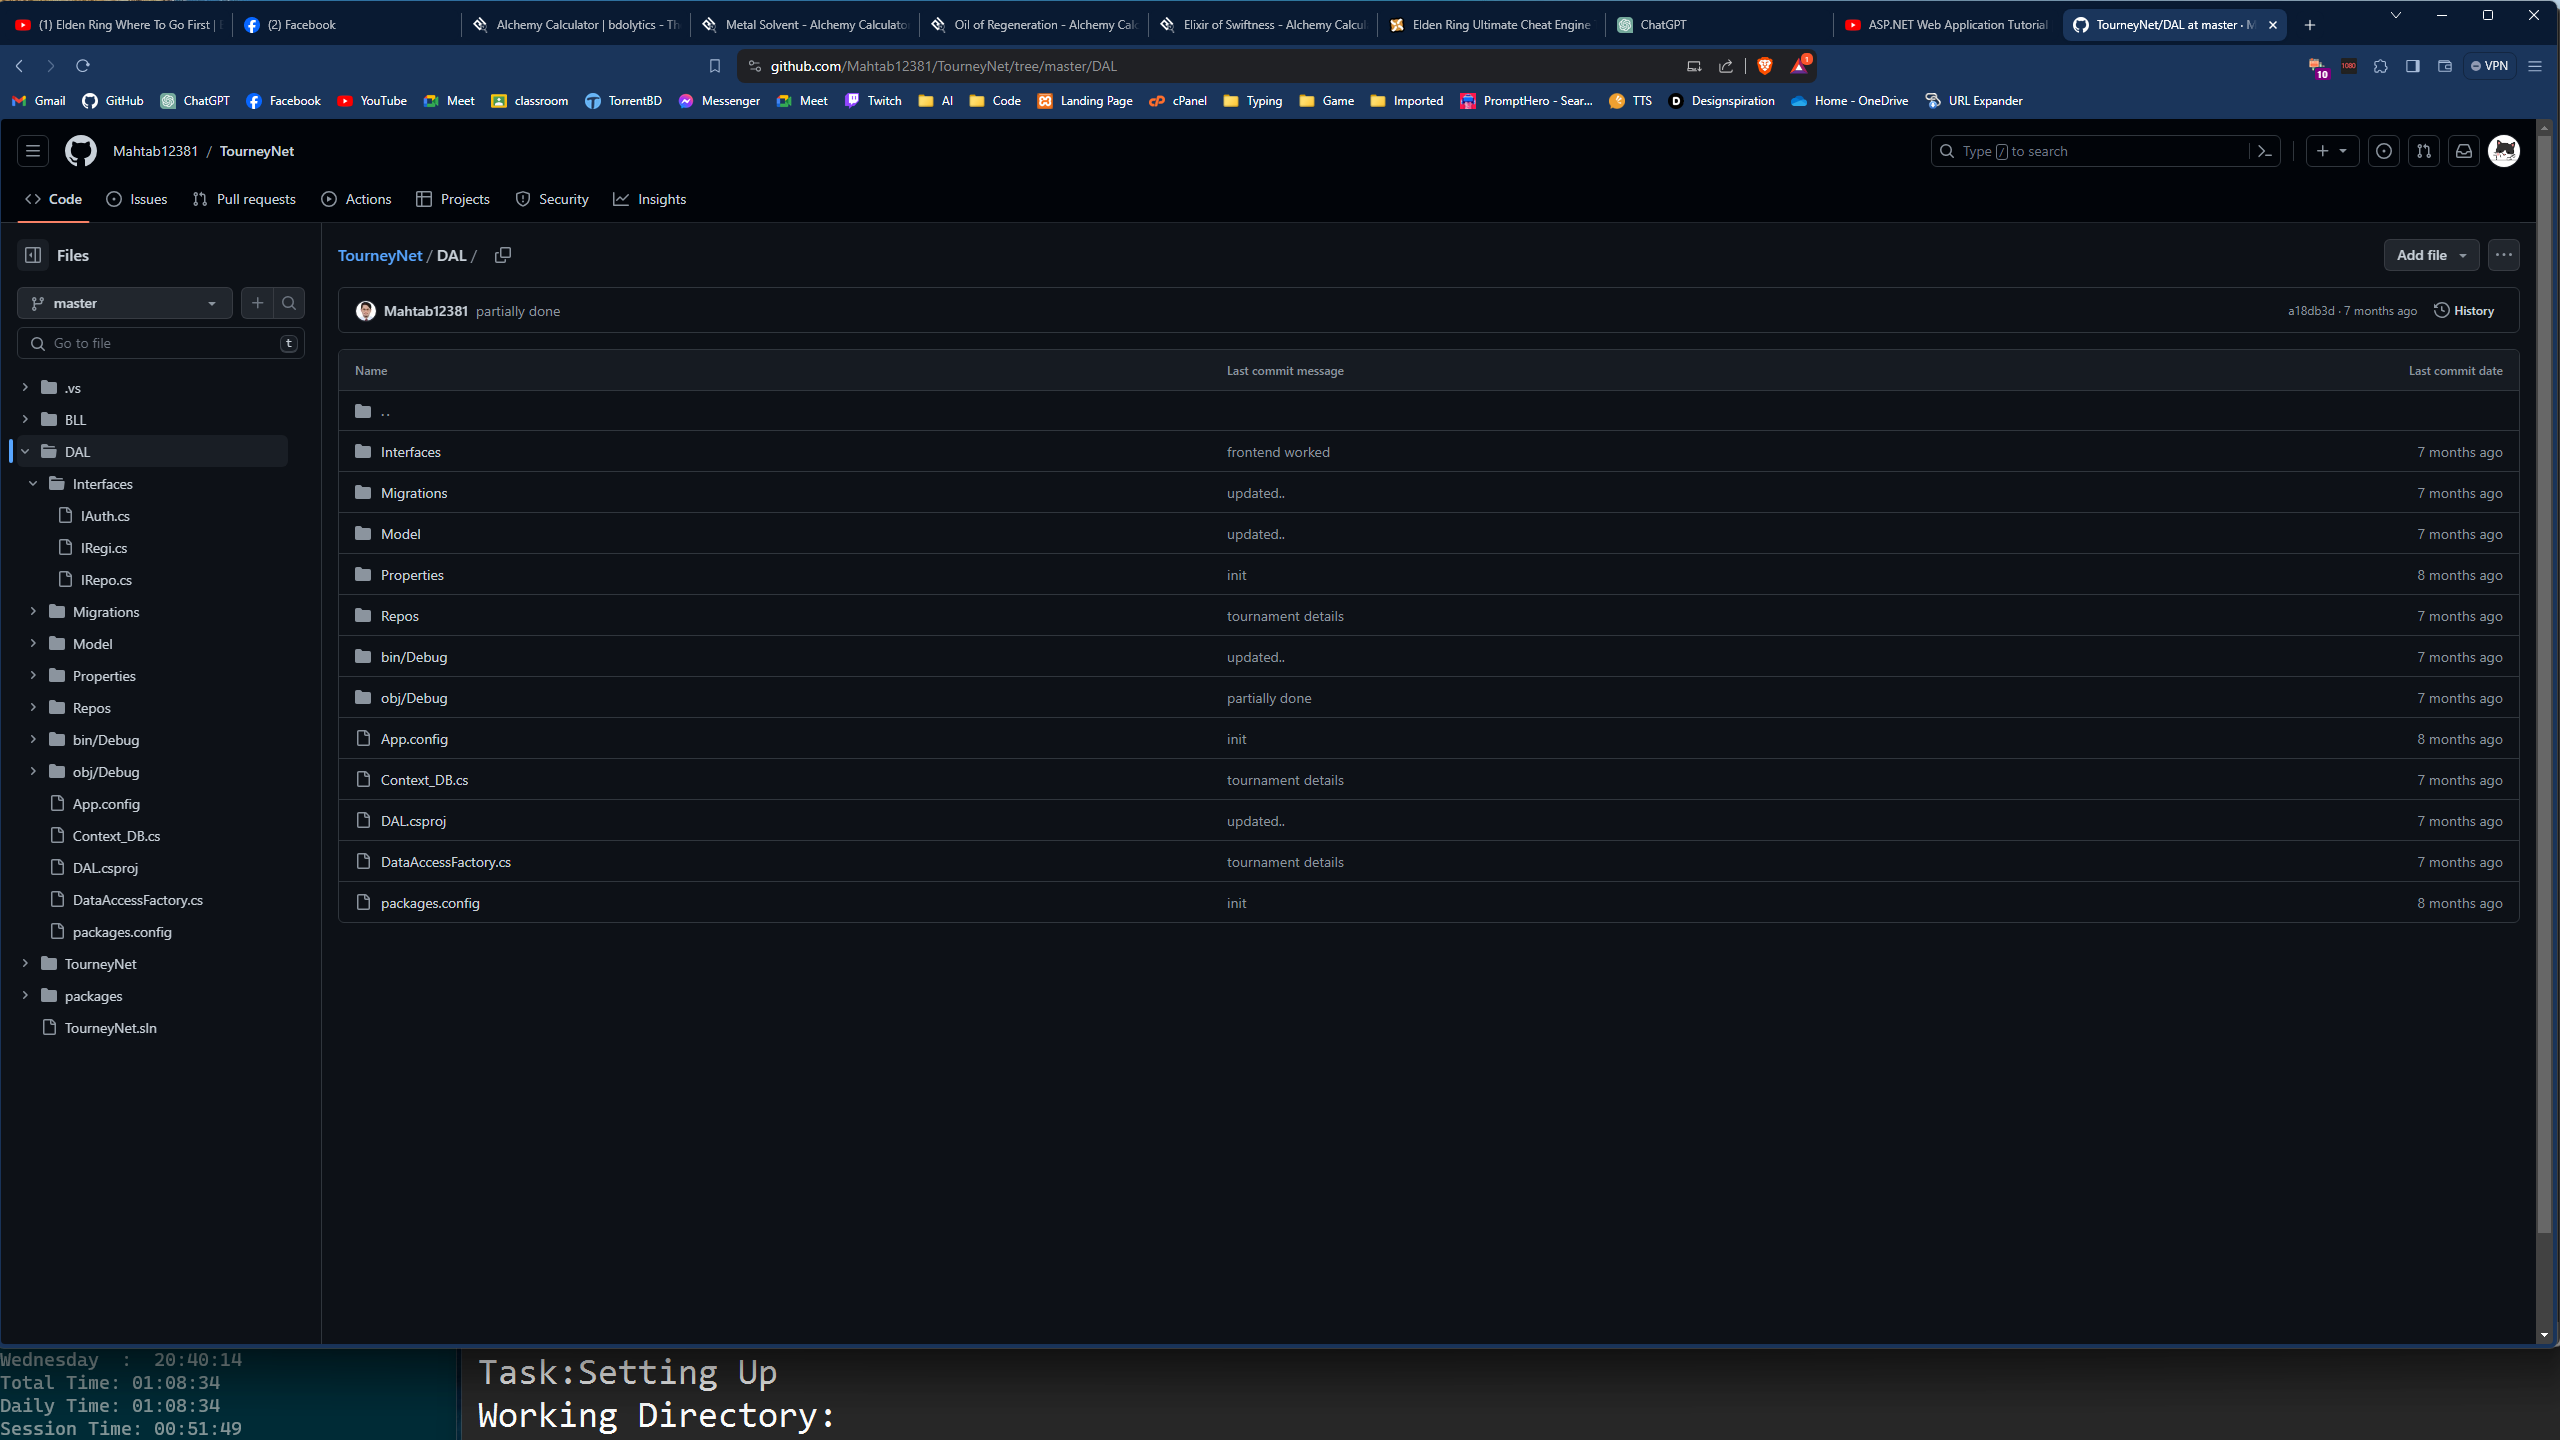 (1) Elden Ring Where To Go First |
(2) Facebook
Alchemy Calculator | bdolytics - Th
Metal Solvent - Alchemy Calculator
Oil of Regeneration - Alchemy Calc
Elixir of Swiftness - Alchemy Calcul
Elden Ring Ultimate Cheat Engine
ChatGPT
ASP.NET Web Application Tutorial
TourneyNet/DAL at master · M
github.com/Mahtab12381/TourneyNet/tree/master/DAL
1
10
1080
VPN
Gmail GitHub ChatGPT Facebook YouTube Meet classroom TorrentBD Messenger Meet Twitch AI Code Landing Page cPanel Typing Game Imported PromptHero - Sear... TTS Designspiration Home - OneDrive URL Expander
Mahtab12381 / TourneyNet
Type / to search
Code Issues Pull requests Actions Projects Security Insights
Files
TourneyNet / DAL /
Add file
master
Mahtab12381 partially done
a18db3d · 7 months ago History
Go to file t
.vs
BLL
DAL
Interfaces
IAuth.cs
IRegi.cs
IRepo.cs
Migrations
Model
Properties
Repos
bin/Debug
obj/Debug
App.config
Context_DB.cs
DAL.csproj
DataAccessFactory.cs
packages.config
TourneyNet
packages
TourneyNet.sln
Name Last commit message Last commit date
..
Interfaces frontend worked 7 months ago
Migrations updated.. 7 months ago
Model updated.. 7 months ago
Properties init 8 months ago
Repos tournament details 7 months ago
bin/Debug updated.. 7 months ago
obj/Debug partially done 7 months ago
App.config init 8 months ago
Context_DB.cs tournament details 7 months ago
DAL.csproj updated.. 7 months ago
DataAccessFactory.cs tournament details 7 months ago
packages.config init 8 months ago
Wednesday : 20:40:14
Total Time: 01:08:34
Daily Time: 01:08:34
Session Time: 00:51:49
Task:Setting Up
Working Directory: